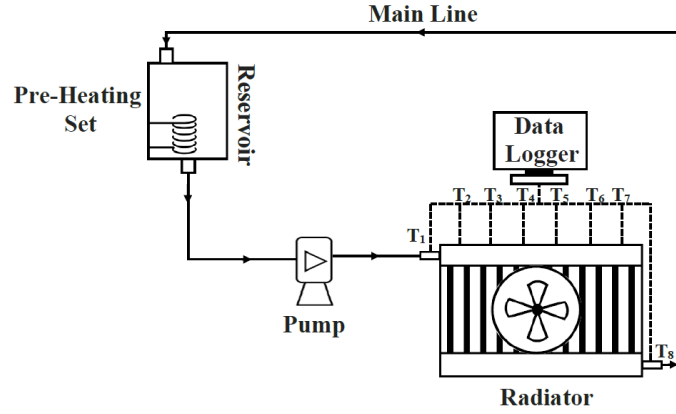 Main Line
Pre-Heating
Set
Reservoir
Data
Logger
T₁
T₂
T₃
T₄
T₅
T₆
T₇
T₈
Pump
Radiator